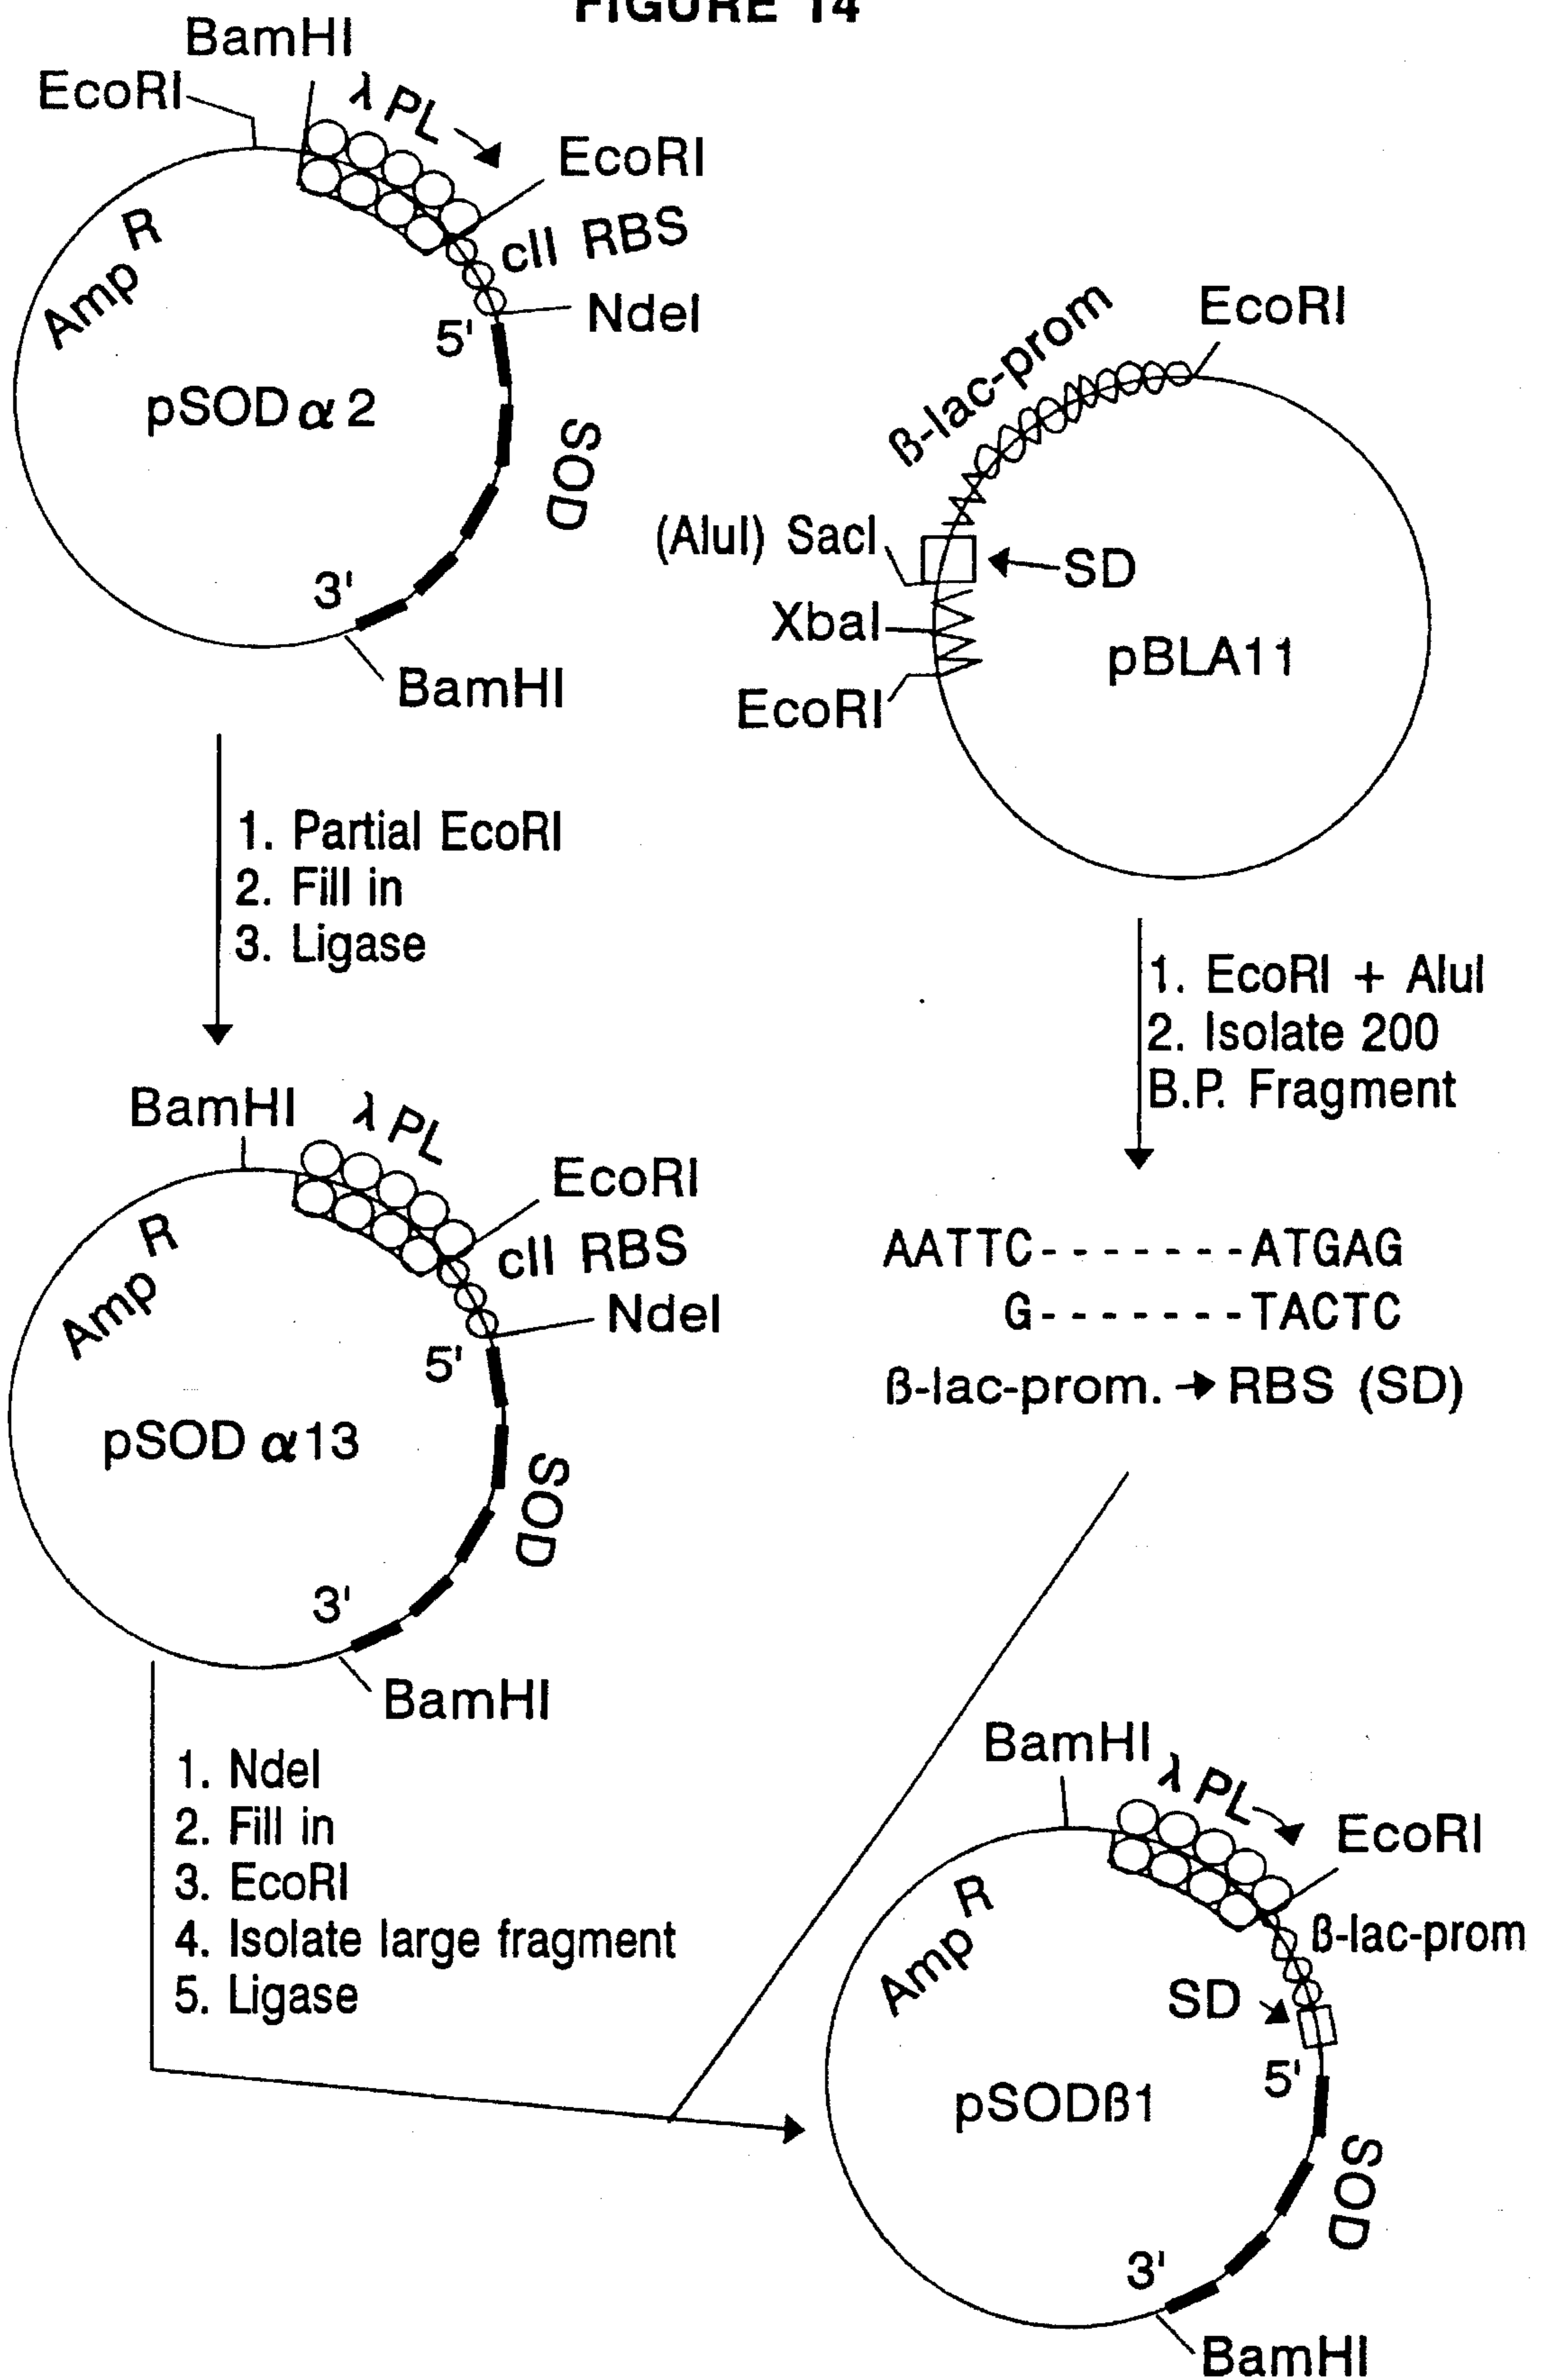 FIGURE 14
BamHI
EcoRI
λ PL
EcoRI
cII RBS
NdeI
Amp R
5'
pSOD α 2
SOD
3'
BamHI
β-lac-prom
EcoRI
(AluI) SacI
SD
XbaI
pBLA11
EcoRI
1. Partial EcoRI
2. Fill in
3. Ligase
1. EcoRI + AluI
2. Isolate 200
B.P. Fragment
BamHI
λ PL
EcoRI
cII RBS
NdeI
Amp R
5'
pSOD α 13
SOD
3'
BamHI
AATTC-------ATGAG
G-------TACTC
β-lac-prom. → RBS (SD)
1. NdeI
2. Fill in
3. EcoRI
4. Isolate large fragment
5. Ligase
BamHI
λ PL
EcoRI
β-lac-prom
Amp R
SD
5'
pSODβ1
SOD
3'
BamHI